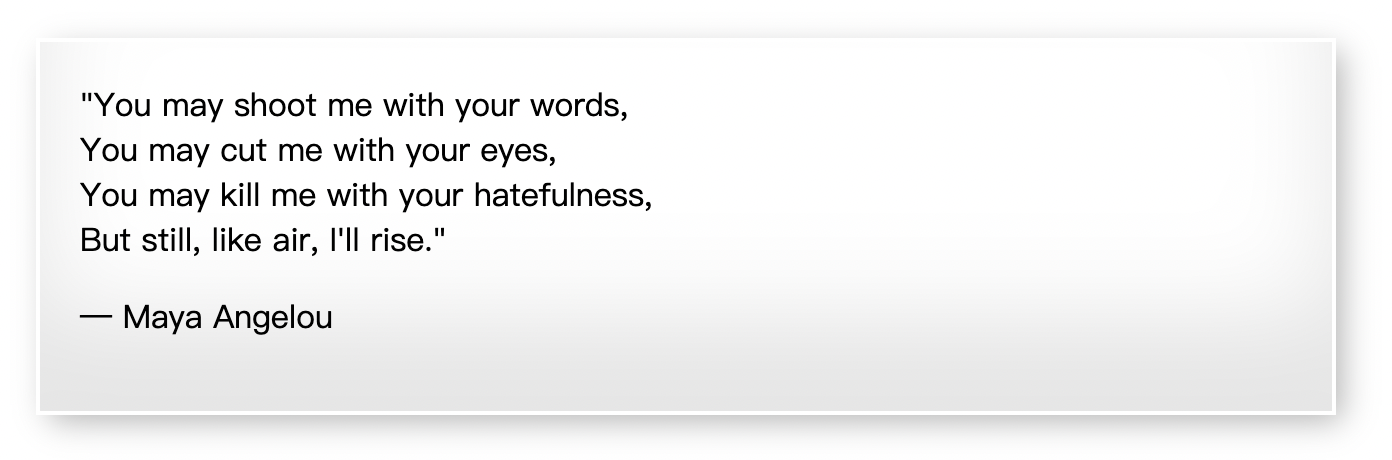 "You may shoot me with your words,
You may cut me with your eyes,
You may kill me with your hatefulness,
But still, like air, I'll rise."
— Maya Angelou